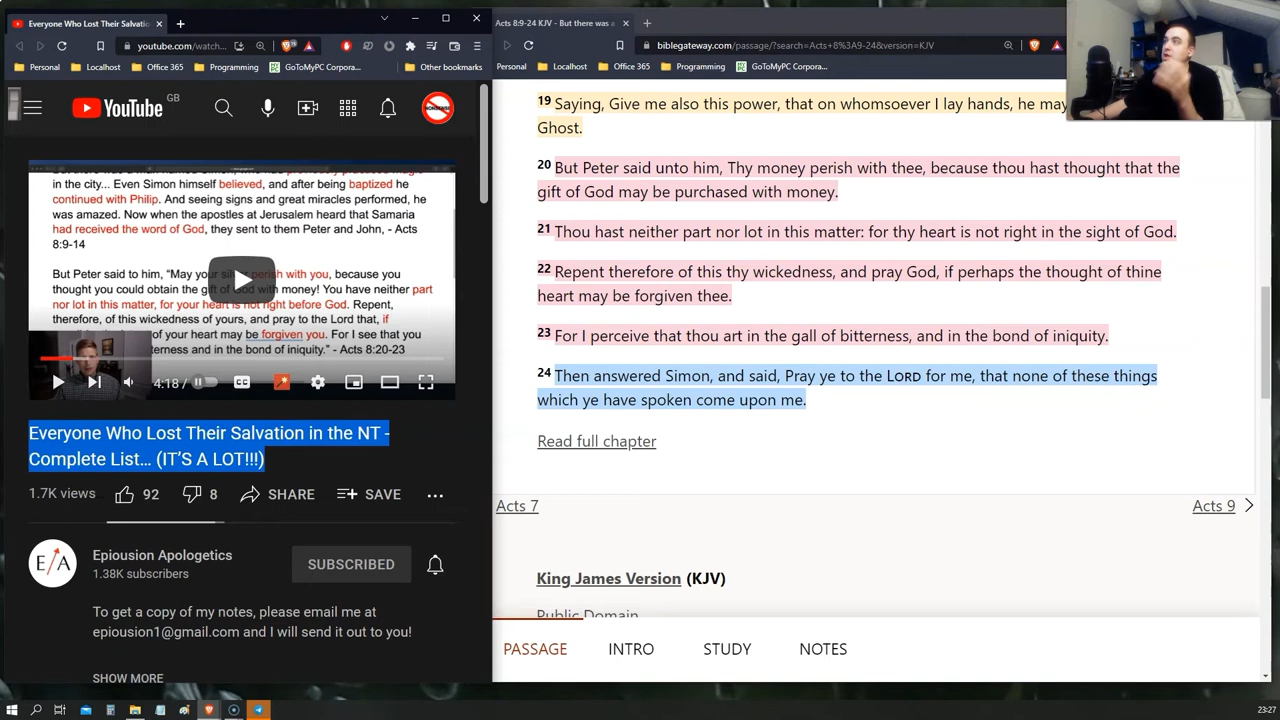 Everyone Who Lost Their Salvatio
Acts 8:9-24 KJV - But there was a
youtube.com/watch...
biblegateway.com/passage/?search=Acts+8%3A9-24&version=KJV
Personal
Localhost
Office 365
Programming
GoToMyPC Corpora...
Other bookm
Personal
Localhost
Office 365
Programming
GoToMyPC Corpora...
YouTube
GB
in the city... Even Simon himself believed, and after being baptized he
continued with Philip. And seeing signs and great miracles performed, he
was amazed. Now when the apostles at Jerusalem heard that Samaria
had received the word of God, they sent to them Peter and John, - Acts
8:9-14
But Peter said to him, “May your silver perish with you, because you
thought you could obtain the gift of God with money! You have neither part
nor lot in this matter, for your heart is not right before God. Repent,
therefore, of this wickedness of yours, and pray to the Lord that, if
of your heart may be forgiven you. For I see that you
terness and in the bond of iniquity.” - Acts 8:20-23
4:18
CC
Everyone Who Lost Their Salvation in the NT -
Complete List... (IT’S A LOT!!!)
1.7K views
92
8
SHARE
SAVE
E/A
Epiousion Apologetics
1.38K subscribers
SUBSCRIBED
To get a copy of my notes, please email me at
epiousion1@gmail.com and I will send it out to you!
SHOW MORE
19 Saying, Give me also this power, that on whomsoever I lay hands, he may
Ghost.
20 But Peter said unto him, Thy money perish with thee, because thou hast thought that the
gift of God may be purchased with money.
21 Thou hast neither part nor lot in this matter: for thy heart is not right in the sight of God.
22 Repent therefore of this thy wickedness, and pray God, if perhaps the thought of thine
heart may be forgiven thee.
23 For I perceive that thou art in the gall of bitterness, and in the bond of iniquity.
24 Then answered Simon, and said, Pray ye to the LORD for me, that none of these things
which ye have spoken come upon me.
Read full chapter
Acts 7
Acts 9
King James Version (KJV)
Public Domain
PASSAGE
INTRO
STUDY
NOTES
23:27